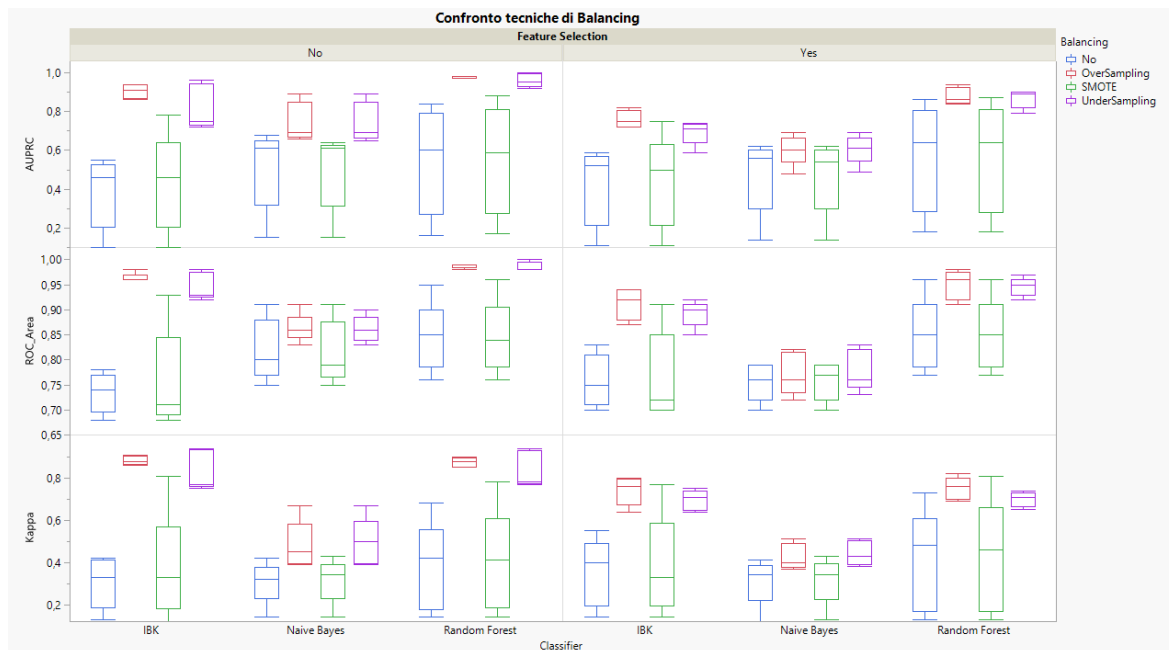 Confronto tecniche di Balancing
Feature Selection
No Yes
Balancing
No
OverSampling
SMOTE
UnderSampling
AUPRC
1,0
0,8
0,6
0,4
0,2
ROC_Area
1,00
0,95
0,90
0,85
0,80
0,75
0,70
0,65
Kappa
0,8
0,6
0,4
0,2
IBK Naive Bayes Random Forest IBK Naive Bayes Random Forest
Classifier